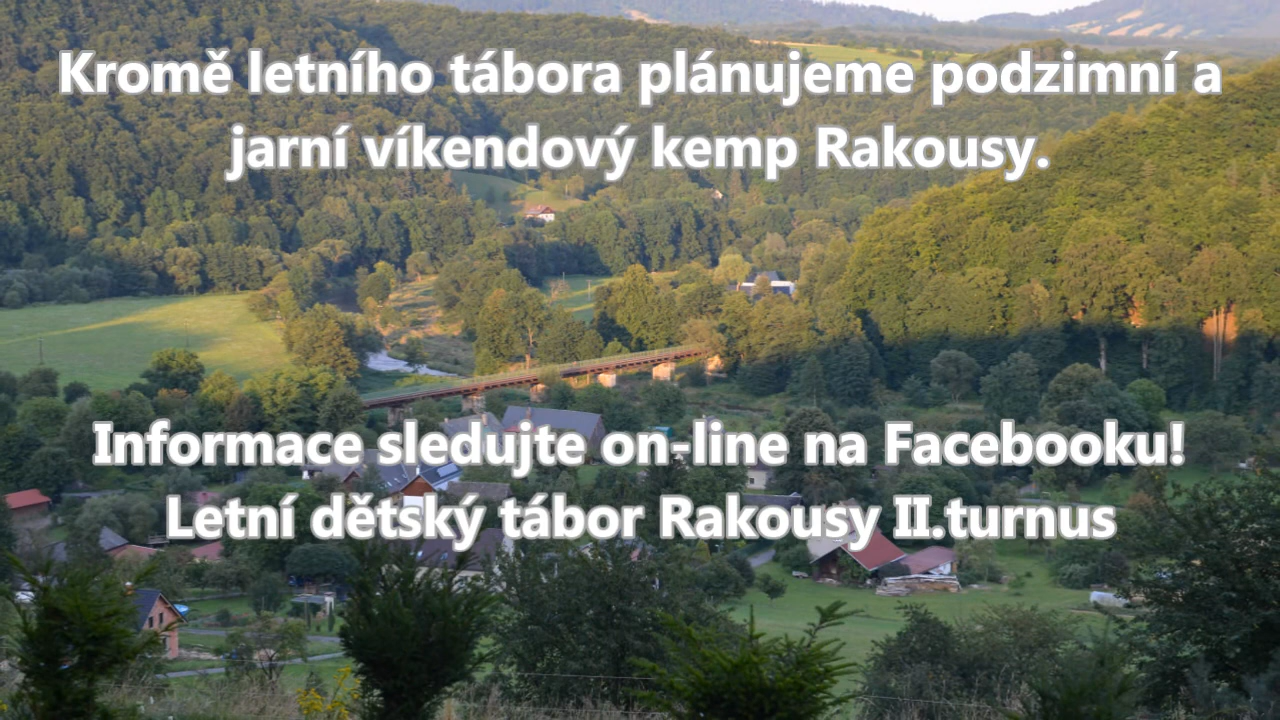 Kromě letního tábora plánujeme podzimní a
jarní víkendový kemp Rakousy.
Informace sledujte on-line na Facebooku!
Letní dětský tábor Rakousy II.turnus